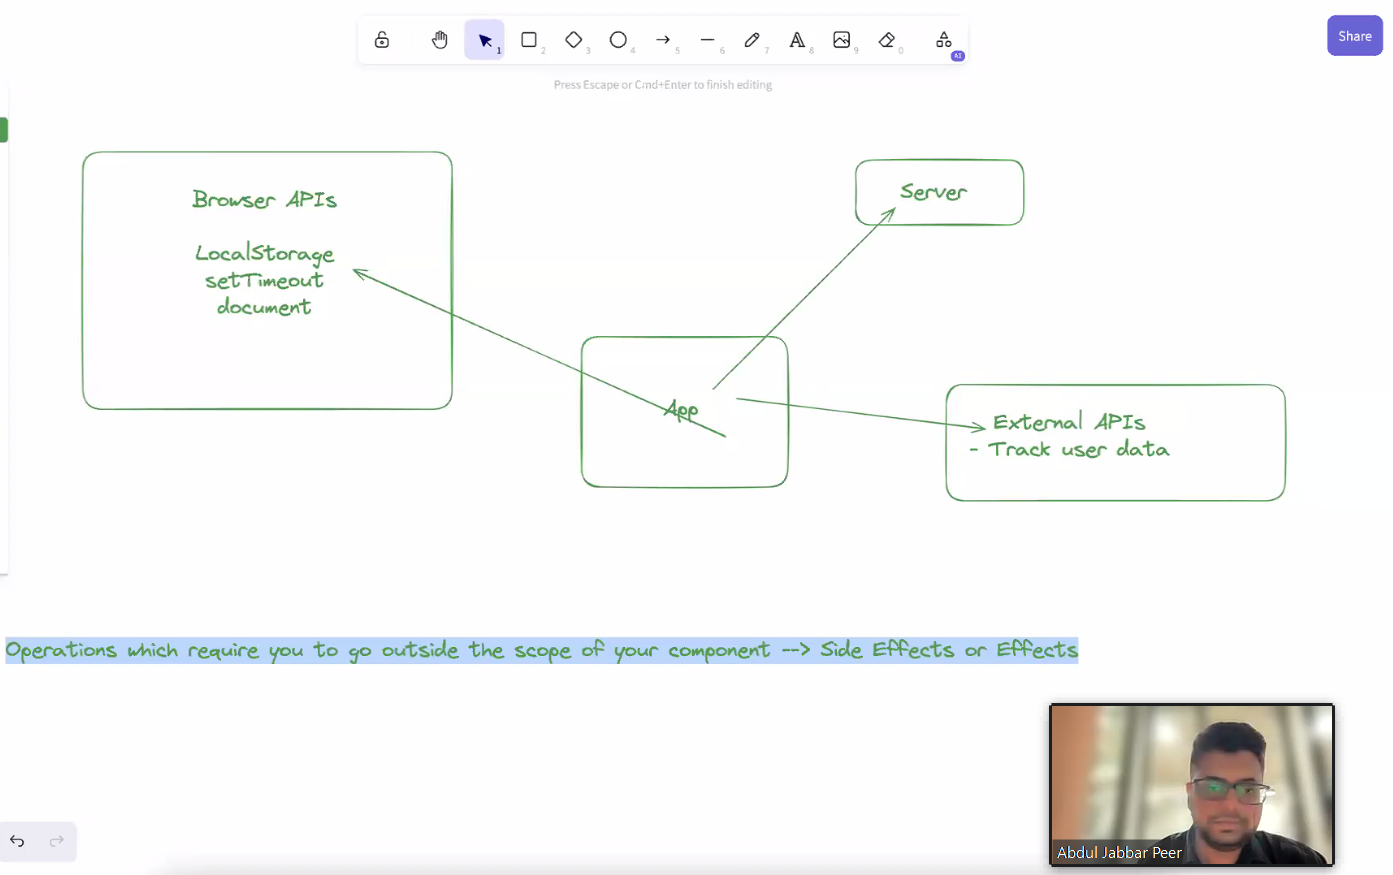 1
2
3
4
5
6
7
8
9
0
AI
Share
Press Escape or Cmd+Enter to finish editing
Browser APIs
LocalStorage
setTimeout
document
Server
App
External APIs
- Track user data
Operations which require you to go outside the scope of your component --> Side Effects or Effects
Abdul Jabbar Peer